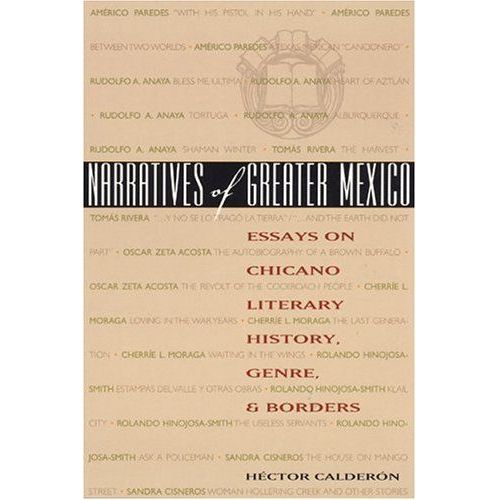 AMÉRICO PAREDES "WITH HIS PISTOL IN HIS HAND" • AMÉRICO PAREDES
BETWEEN TWO WORLDS • AMÉRICO PAREDES A TEXAS-MEXICAN "CANCIONERO" •
RUDOLFO A. ANAYA BLESS ME ULTIMA • RUDOLFO A. ANAYA HEART OF AZTLÁN
• RUDOLFO A. ANAYA TORTUGA • RUDOLFO A. ANAYA ALBURQUERQUE •
RUDOLFO A. ANAYA SHAMAN WINTER • TOMÁS RIVERA THE HARVEST •
NARRATIVES of GREATER MEXICO
TOMÁS RIVERA "...Y NO SE LO TRAGÓ LA TIERRA" / "...AND THE EARTH DID NOT
PART" • OSCAR ZETA ACOSTA THE AUTOBIOGRAPHY OF A BROWN BUFFALO •
OSCAR ZETA ACOSTA THE REVOLT OF THE COCKROACH PEOPLE • CHERRÍE L.
MORAGA LOVING IN THE WAR YEARS • CHERRÍE L. MORAGA THE LAST GENERA-
TION • CHERRÍE L. MORAGA WAITING IN THE WINGS • ROLANDO HINOJOSA-
SMITH ESTAMPAS DEL VALLE Y OTRAS OBRAS • ROLANDO HINOJOSA-SMITH KLAIL
CITY • ROLANDO HINOJOSA-SMITH THE USELESS SERVANTS • ROLANDO HINO-
JOSA-SMITH ASK A POLICEMAN • SANDRA CISNEROS THE HOUSE ON MANGO
STREET • SANDRA CISNEROS WOMAN HOLLERING CREEK AND OTHER STORIES
ESSAYS ON
CHICANO
LITERARY
HISTORY,
GENRE,
& BORDERS
HÉCTOR CALDERÓN